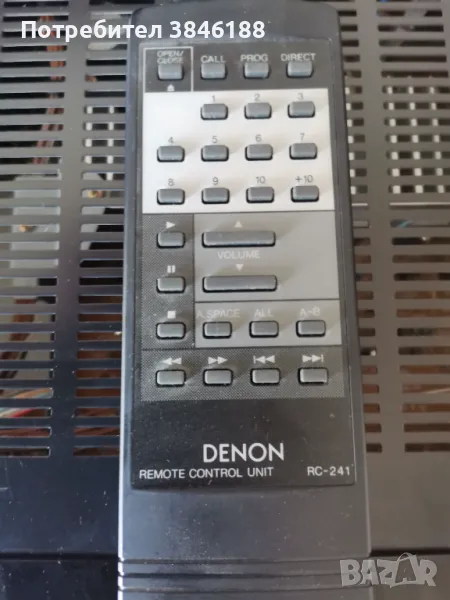 Потребител 3846188
OPEN/
CLOSE
CALL PROG DIRECT
1 2 3
4 5 6 7
8 9 10 +10
VOLUME
A.SPACE ALL A-B
DENON
REMOTE CONTROL UNIT RC-241
BAZAR